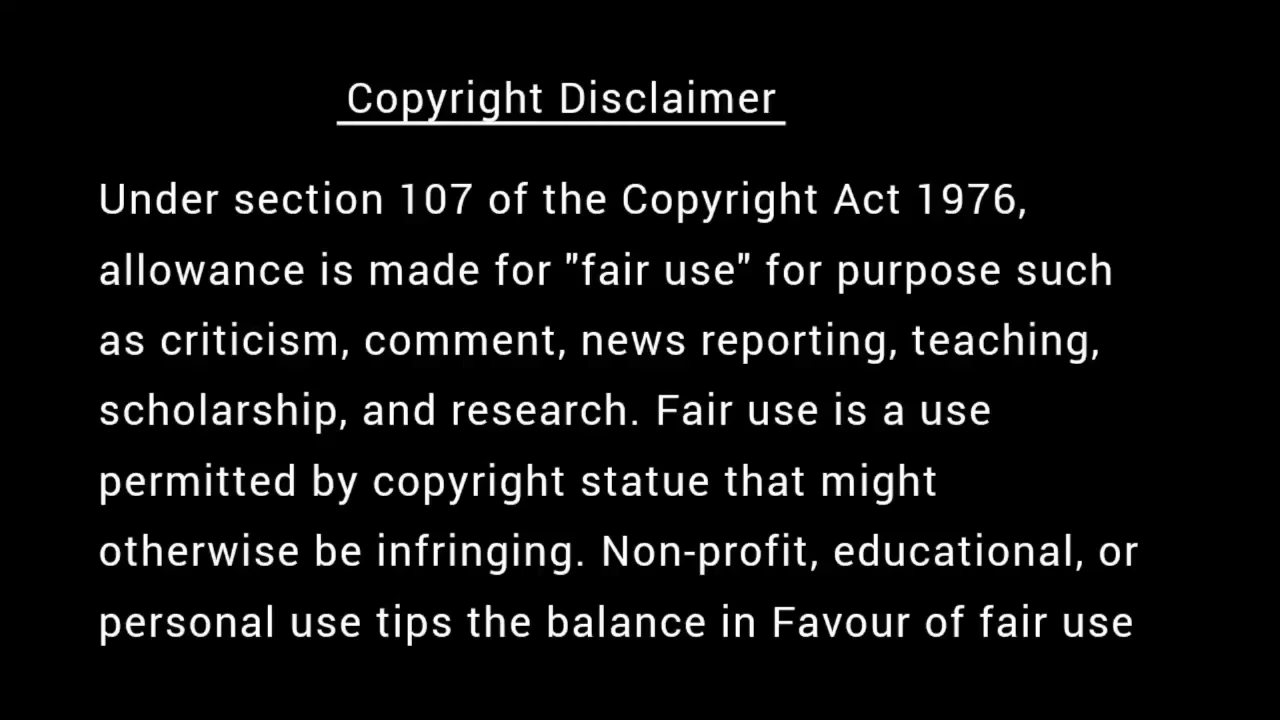 Copyright Disclaimer
Under section 107 of the Copyright Act 1976,
allowance is made for "fair use" for purpose such
as criticism, comment, news reporting, teaching,
scholarship, and research. Fair use is a use
permitted by copyright statue that might
otherwise be infringing. Non-profit, educational, or
personal use tips the balance in Favour of fair use